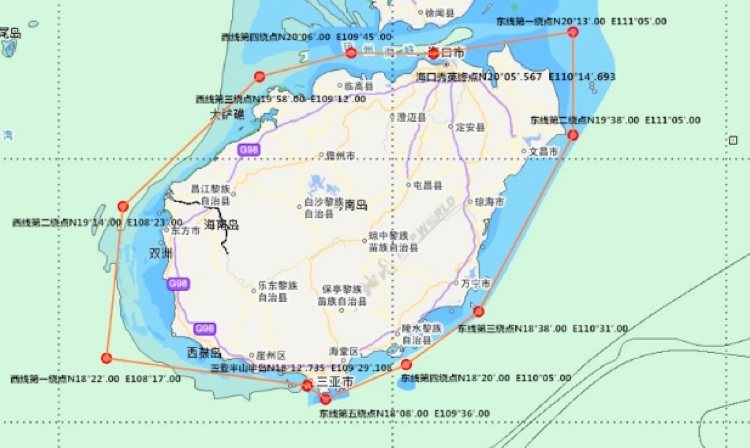 徐闻县
东线第一绕点N20°13′.00 E111°05′.00
尾岛
西线第四绕点N20°06′.00 E109°45′.00
琼州海峡
海口市
海口秀英终点N20°05′.567 E110°14′.693
临高县
西线第三绕点N19°58′.00 E109°12′.00
大铲礁
澄迈县
东线第二绕点N19°38′.00 E111°05′.00
定安县
湾
G98
儋州市
文昌市
昌江黎族
自治县
白沙黎族
自治县
南岛
屯昌县
琼海市
西线第二绕点N19°14′.00 E108°23′.00
海南岛
东方市
双洲
琼中黎族
苗族自治县
G98
乐东黎族
自治县
保亭黎族
苗族自治县
万宁市
G98
陵水黎族
自治县
东线第三绕点N18°38′.00 E110°31′.00
西鼓岛
崖州区
海棠区
三亚半山半岛N18°12′.735 E109°29′.108
西线第一绕点N18°22′.00 E108°17′.00
三亚市
东线第四绕点N18°20′.00 E110°05′.00
东线第五绕点N18°08′.00 E109°36′.00